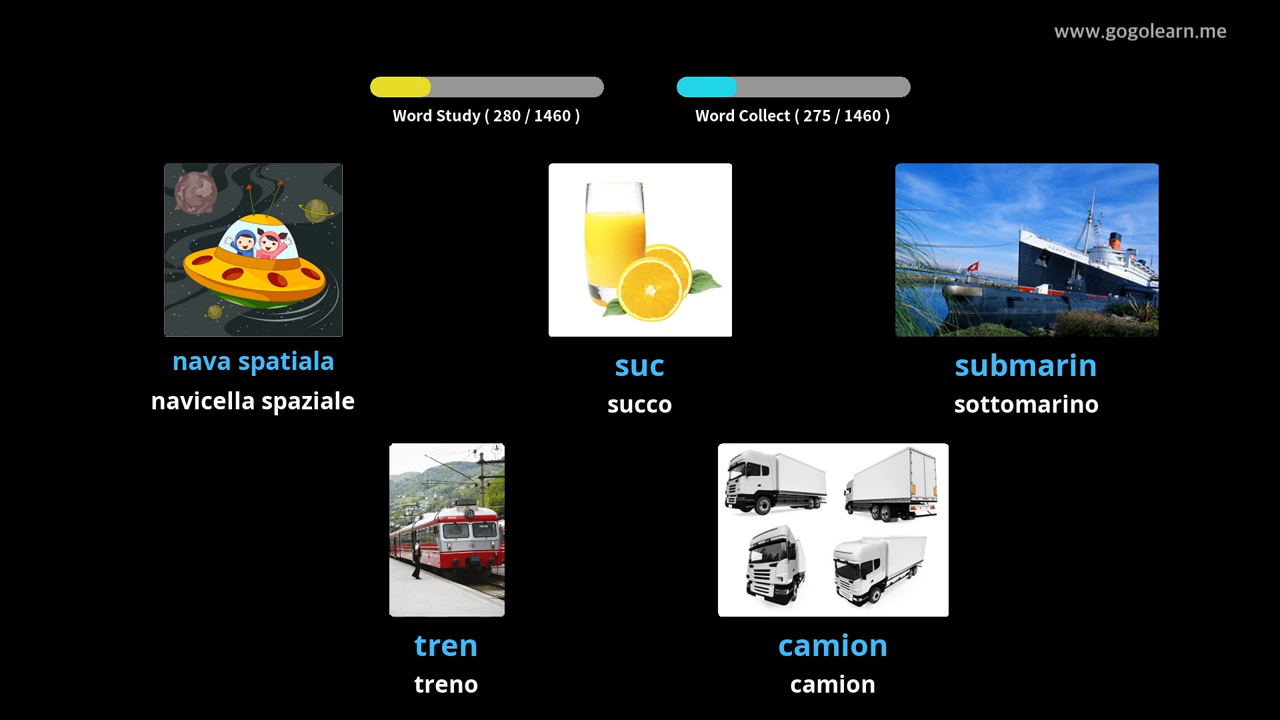 www.gogolearn.me
Word Study ( 280 / 1460 )
Word Collect ( 275 / 1460 )
nava spatiala
navicella spaziale
suc
succo
submarin
sottomarino
tren
treno
camion
camion